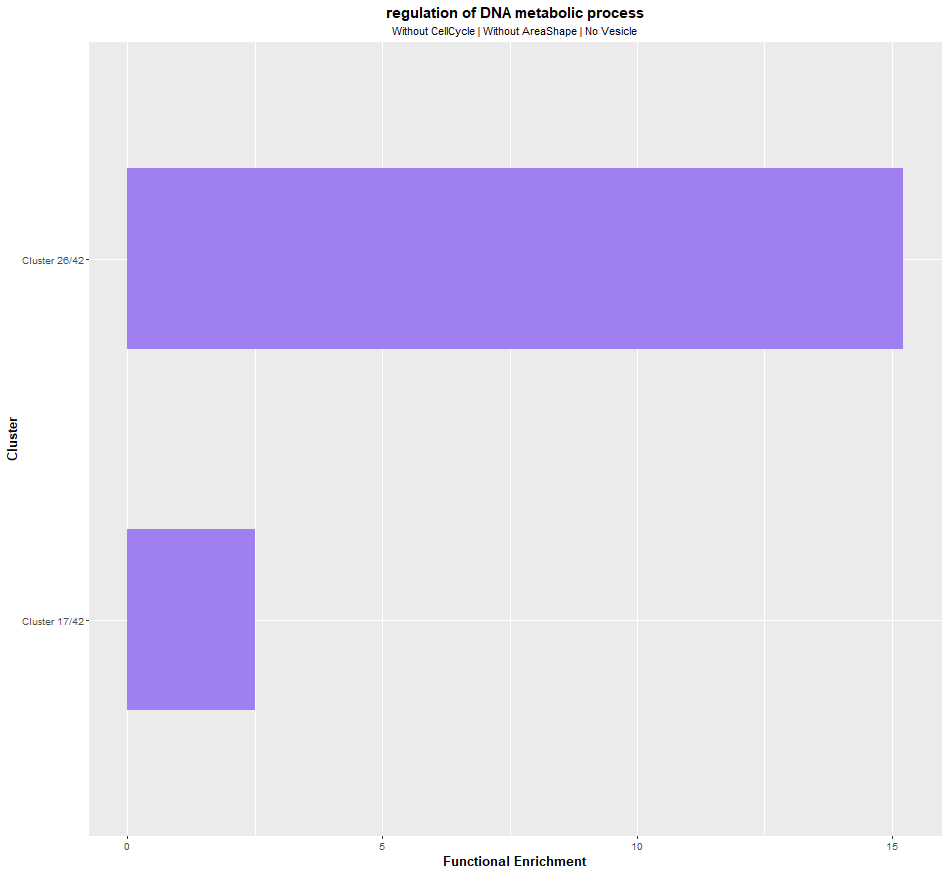 regulation of DNA metabolic process
Without CellCycle | Without AreaShape | No Vesicle
Cluster 26/42
Cluster
Cluster 17/42
0 5 10 15
Functional Enrichment